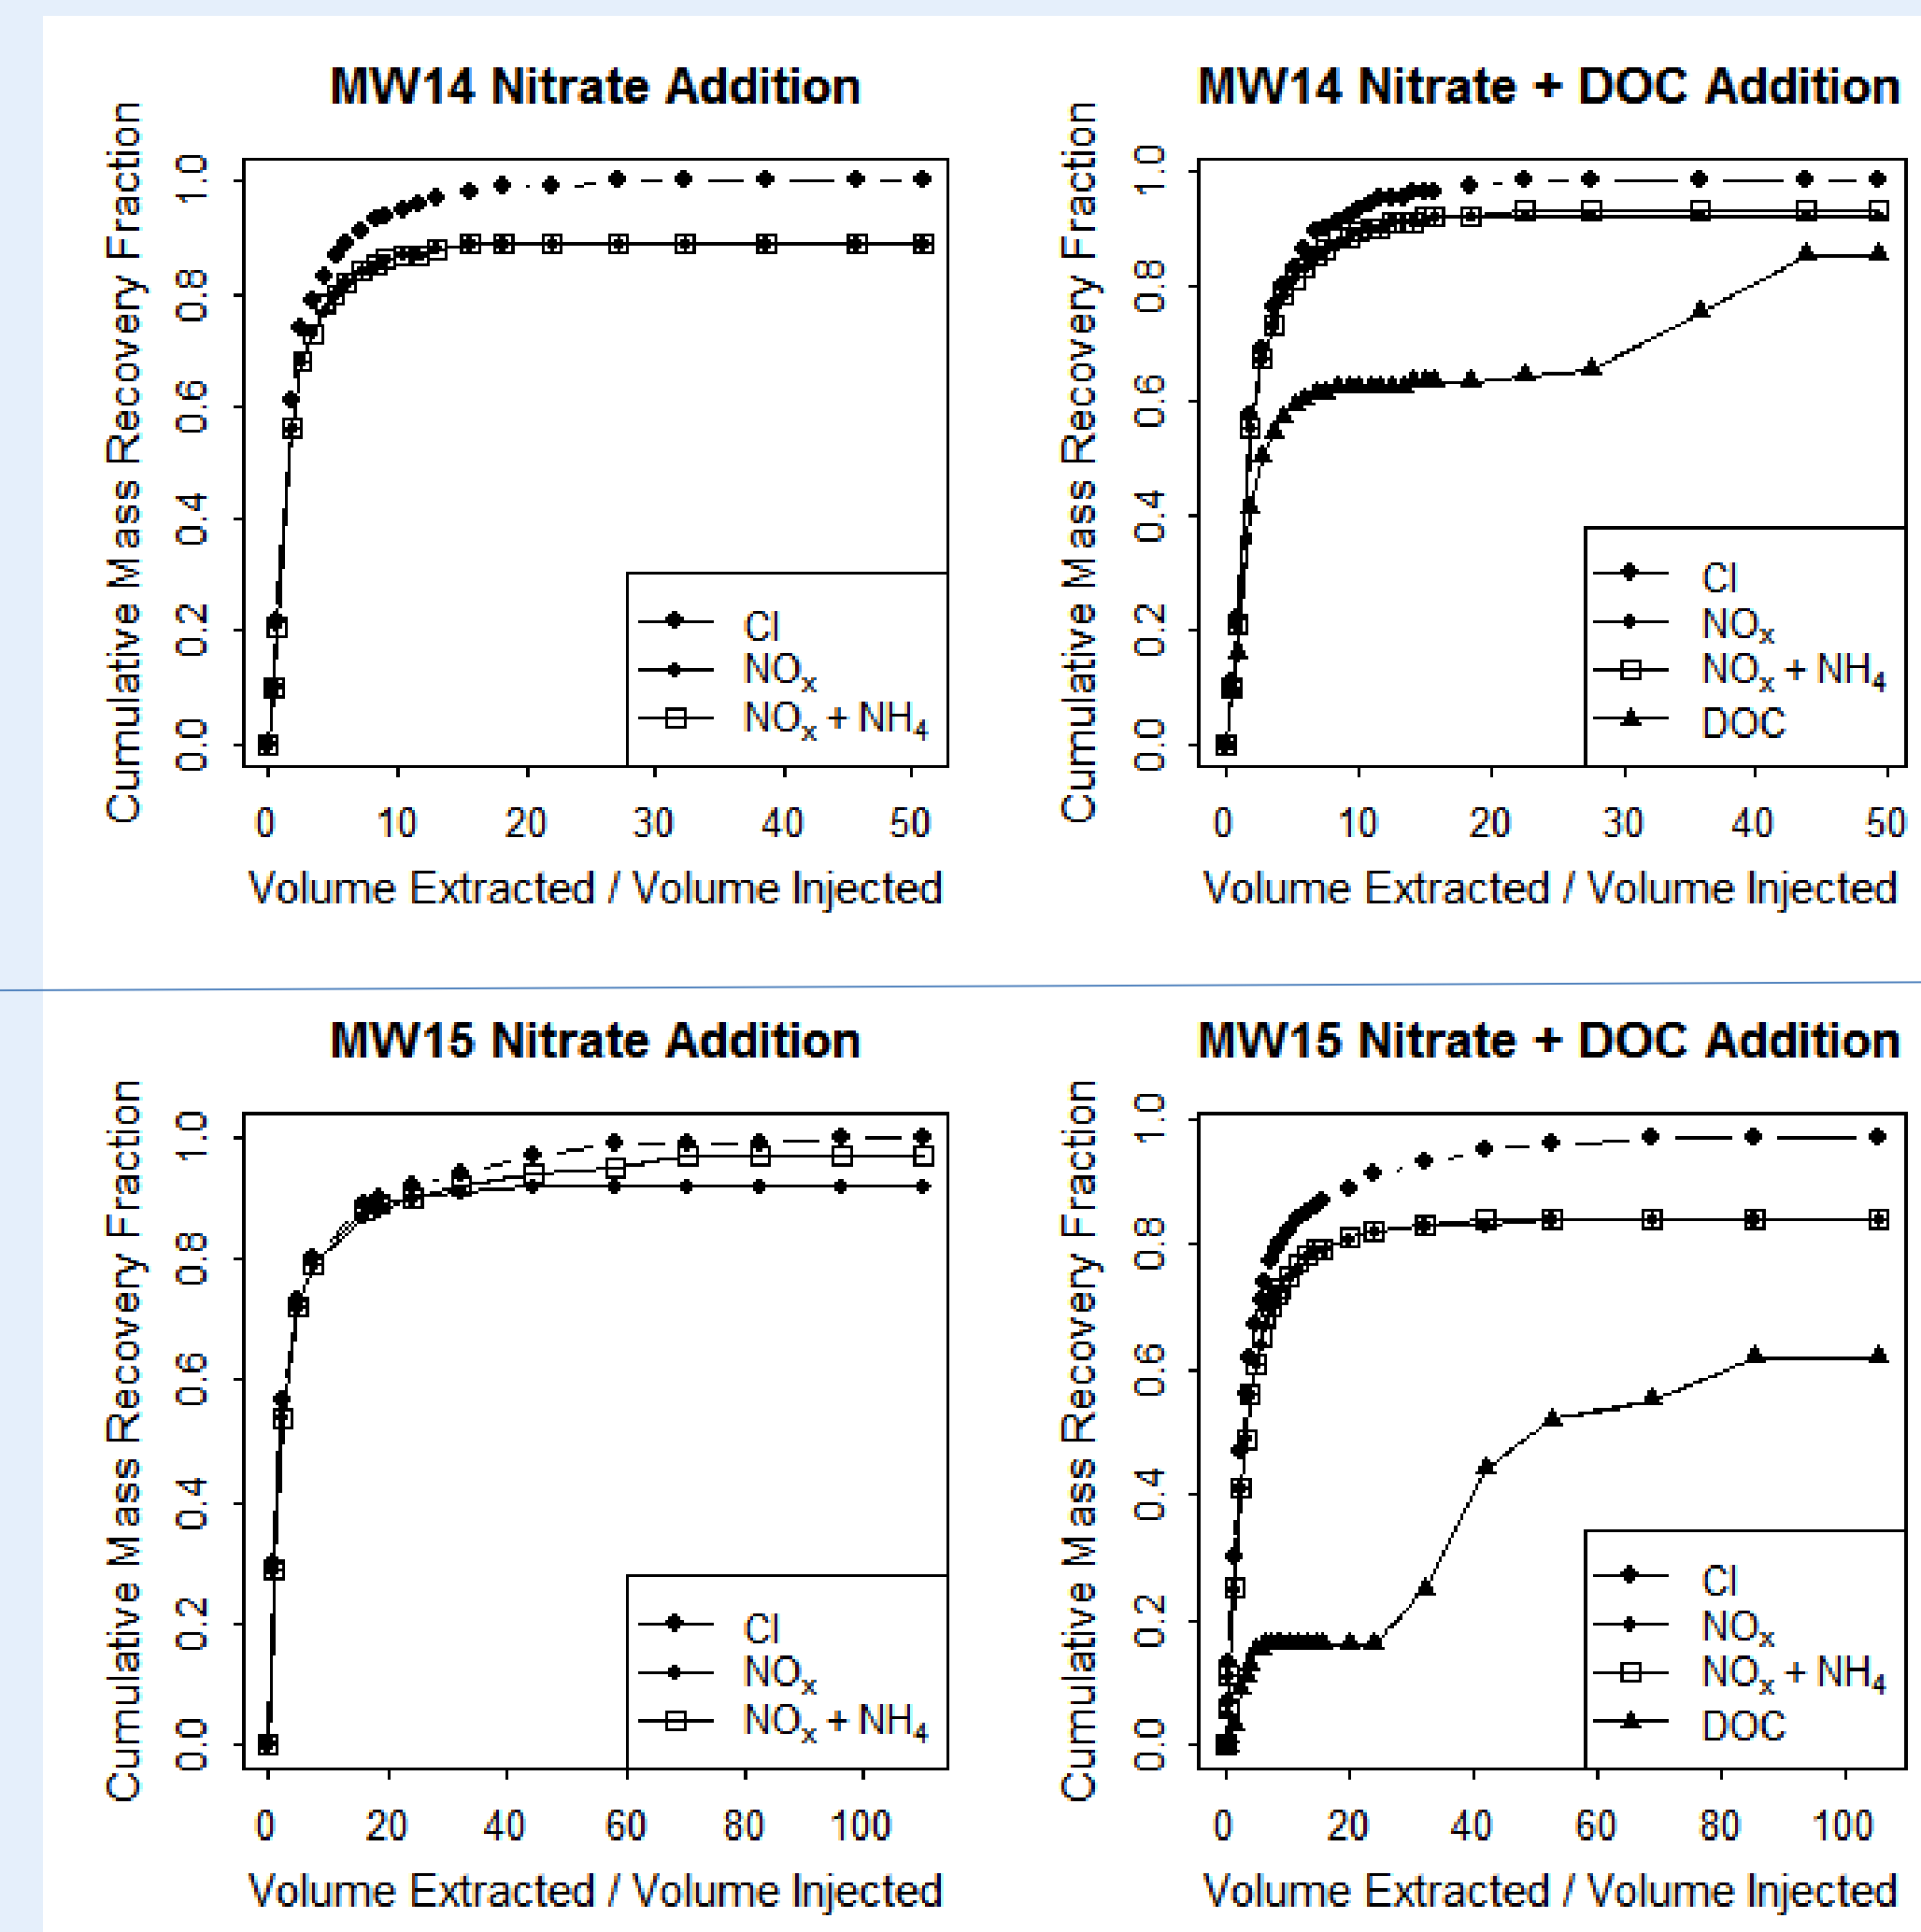 MW14 Nitrate Addition
Cumulative Mass Recovery Fraction
1.0
0.8
0.6
0.4
0.2
0.0
Cl
NOx
NOx + NH4
0 10 20 30 40 50
Volume Extracted / Volume Injected
MW14 Nitrate + DOC Addition
Cumulative Mass Recovery Fraction
1.0
0.8
0.6
0.4
0.2
0.0
Cl
NOx
NOx + NH4
DOC
0 10 20 30 40 50
Volume Extracted / Volume Injected
MW15 Nitrate Addition
Cumulative Mass Recovery Fraction
1.0
0.8
0.6
0.4
0.2
0.0
Cl
NOx
NOx + NH4
0 20 40 60 80 100
Volume Extracted / Volume Injected
MW15 Nitrate + DOC Addition
Cumulative Mass Recovery Fraction
1.0
0.8
0.6
0.4
0.2
0.0
Cl
NOx
NOx + NH4
DOC
0 20 40 60 80 100
Volume Extracted / Volume Injected